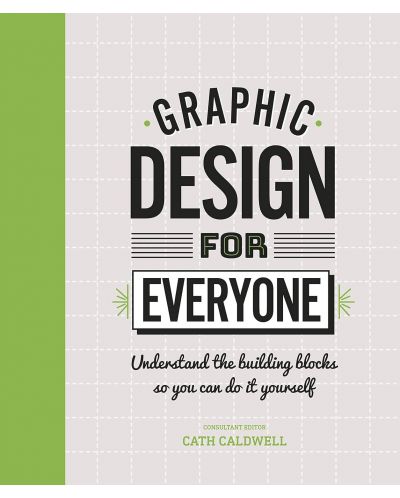 GRAPHIC
DESIGN
FOR
EVERYONE
Understand the building blocks
so you can do it yourself
CONSULTANT EDITOR
CATH CALDWELL